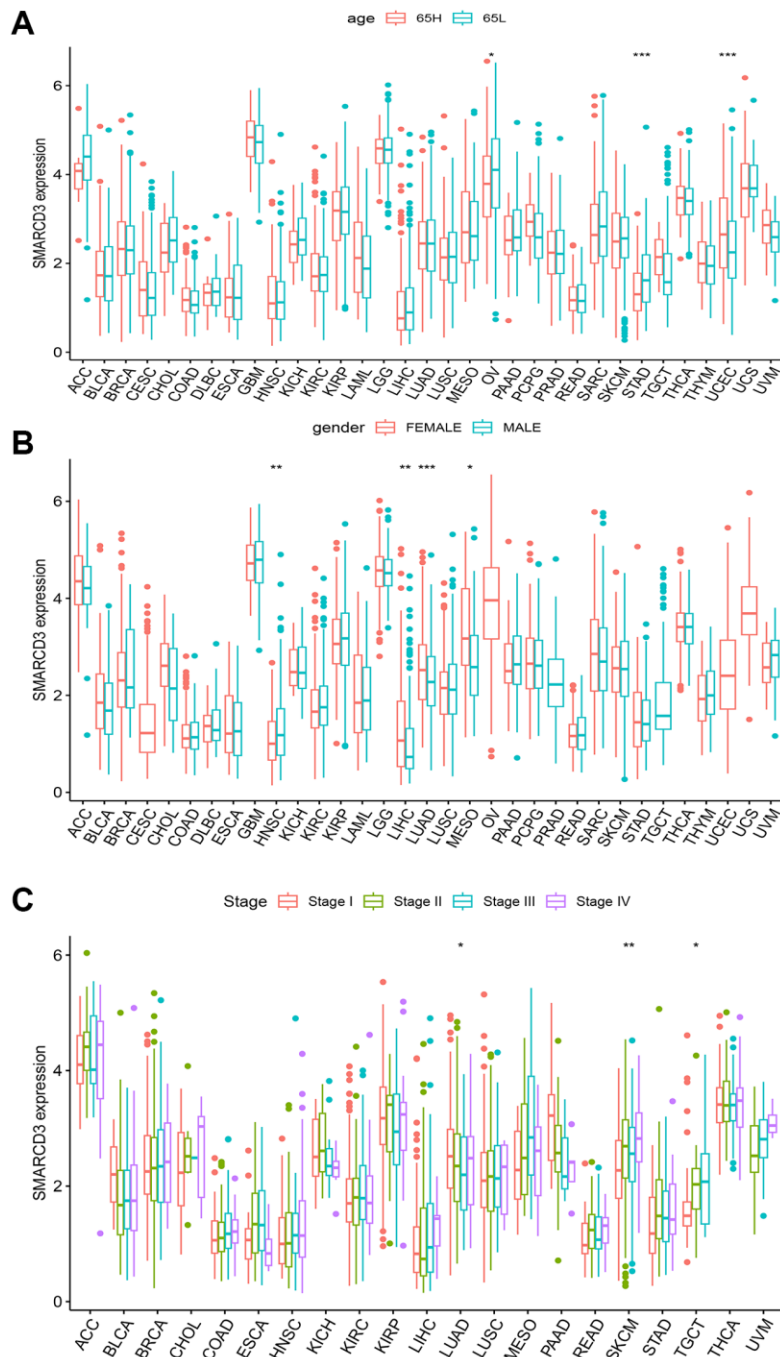 A
age 65H 65L
* *** ***
6
4
2
0
SMARCD3 expression
ACC BLCA BRCA CESC CHOL COAD DLBC ESCA GBM HNSC KICH KIRC KIRP LAML LGG LIHC LUAD LUSC MESO OV PAAD PCPG PRAD READ SARC SKCM STAD TGCT THCA THYM UCEC UCS UVM
B
gender FEMALE MALE
** ** *** *
6
4
2
0
SMARCD3 expression
ACC BLCA BRCA CESC CHOL COAD DLBC ESCA GBM HNSC KICH KIRC KIRP LAML LGG LIHC LUAD LUSC MESO OV PAAD PCPG PRAD READ SARC SKCM STAD TGCT THCA THYM UCEC UCS UVM
C
Stage Stage I Stage II Stage III Stage IV
* ** *
6
4
2
0
SMARCD3 expression
ACC BLCA BRCA CHOL COAD ESCA HNSC KICH KIRC KIRP LIHC LUAD LUSC MESO PAAD READ SKCM STAD TGCT THCA UVM